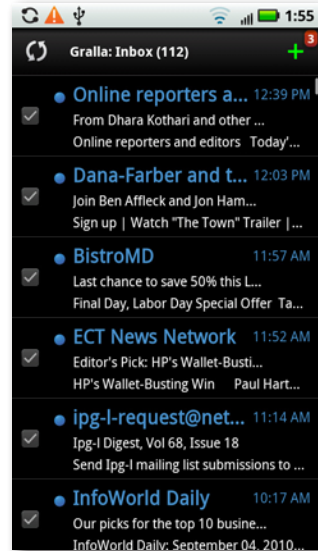 1:55
Gralla: Inbox (112)
+
3
Online reporters a... 12:39 PM
From Dhara Kothari and other ...
Online reporters and editors Today'...
Dana-Farber and t... 12:03 PM
Join Ben Affleck and Jon Ham...
Sign up | Watch "The Town" Trailer |...
BistroMD 11:57 AM
Last chance to save 50% this L...
Final Day, Labor Day Special Offer Ta...
ECT News Network 11:52 AM
Editor's Pick: HP's Wallet-Busti...
HP's Wallet-Busting Win Paul Hart...
ipg-l-request@net... 11:14 AM
Ipg-l Digest, Vol 68, Issue 18
Send Ipg-l mailing list submissions to ...
InfoWorld Daily 10:17 AM
Our picks for the top 10 busine...
InfoWorld Daily: September 04, 2010...